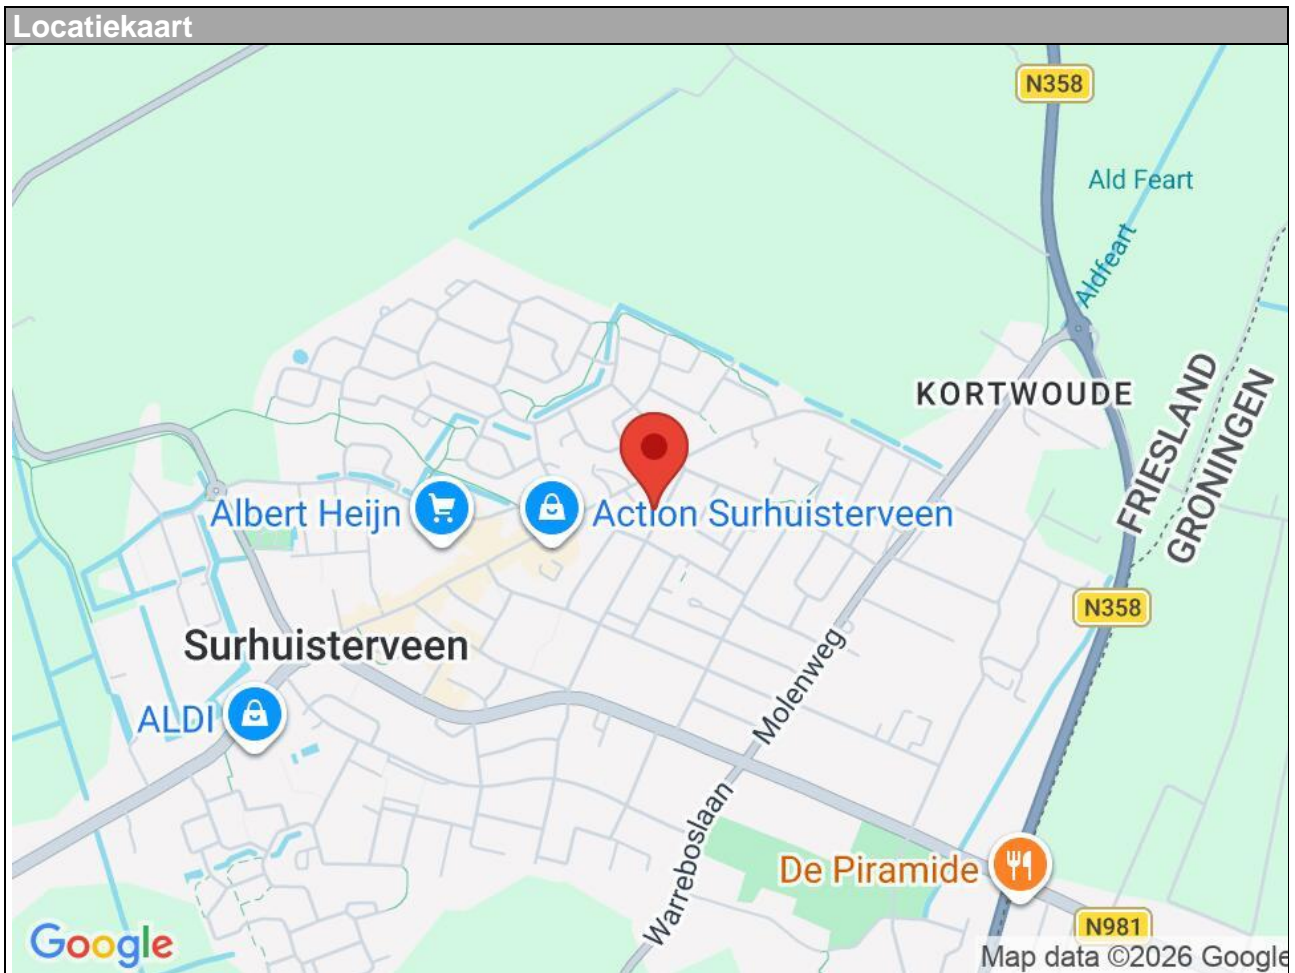 Locatiekaart
N358
Ald Feart
Aldfeart
KORTWOUDE
FRIESLAND
GRONINGEN
Albert Heijn
Action Surhuisterveen
N358
Surhuisterveen
Molenweg
ALDI
Warreboslaan
De Piramide
N981
Google
Map data ©2026 Google